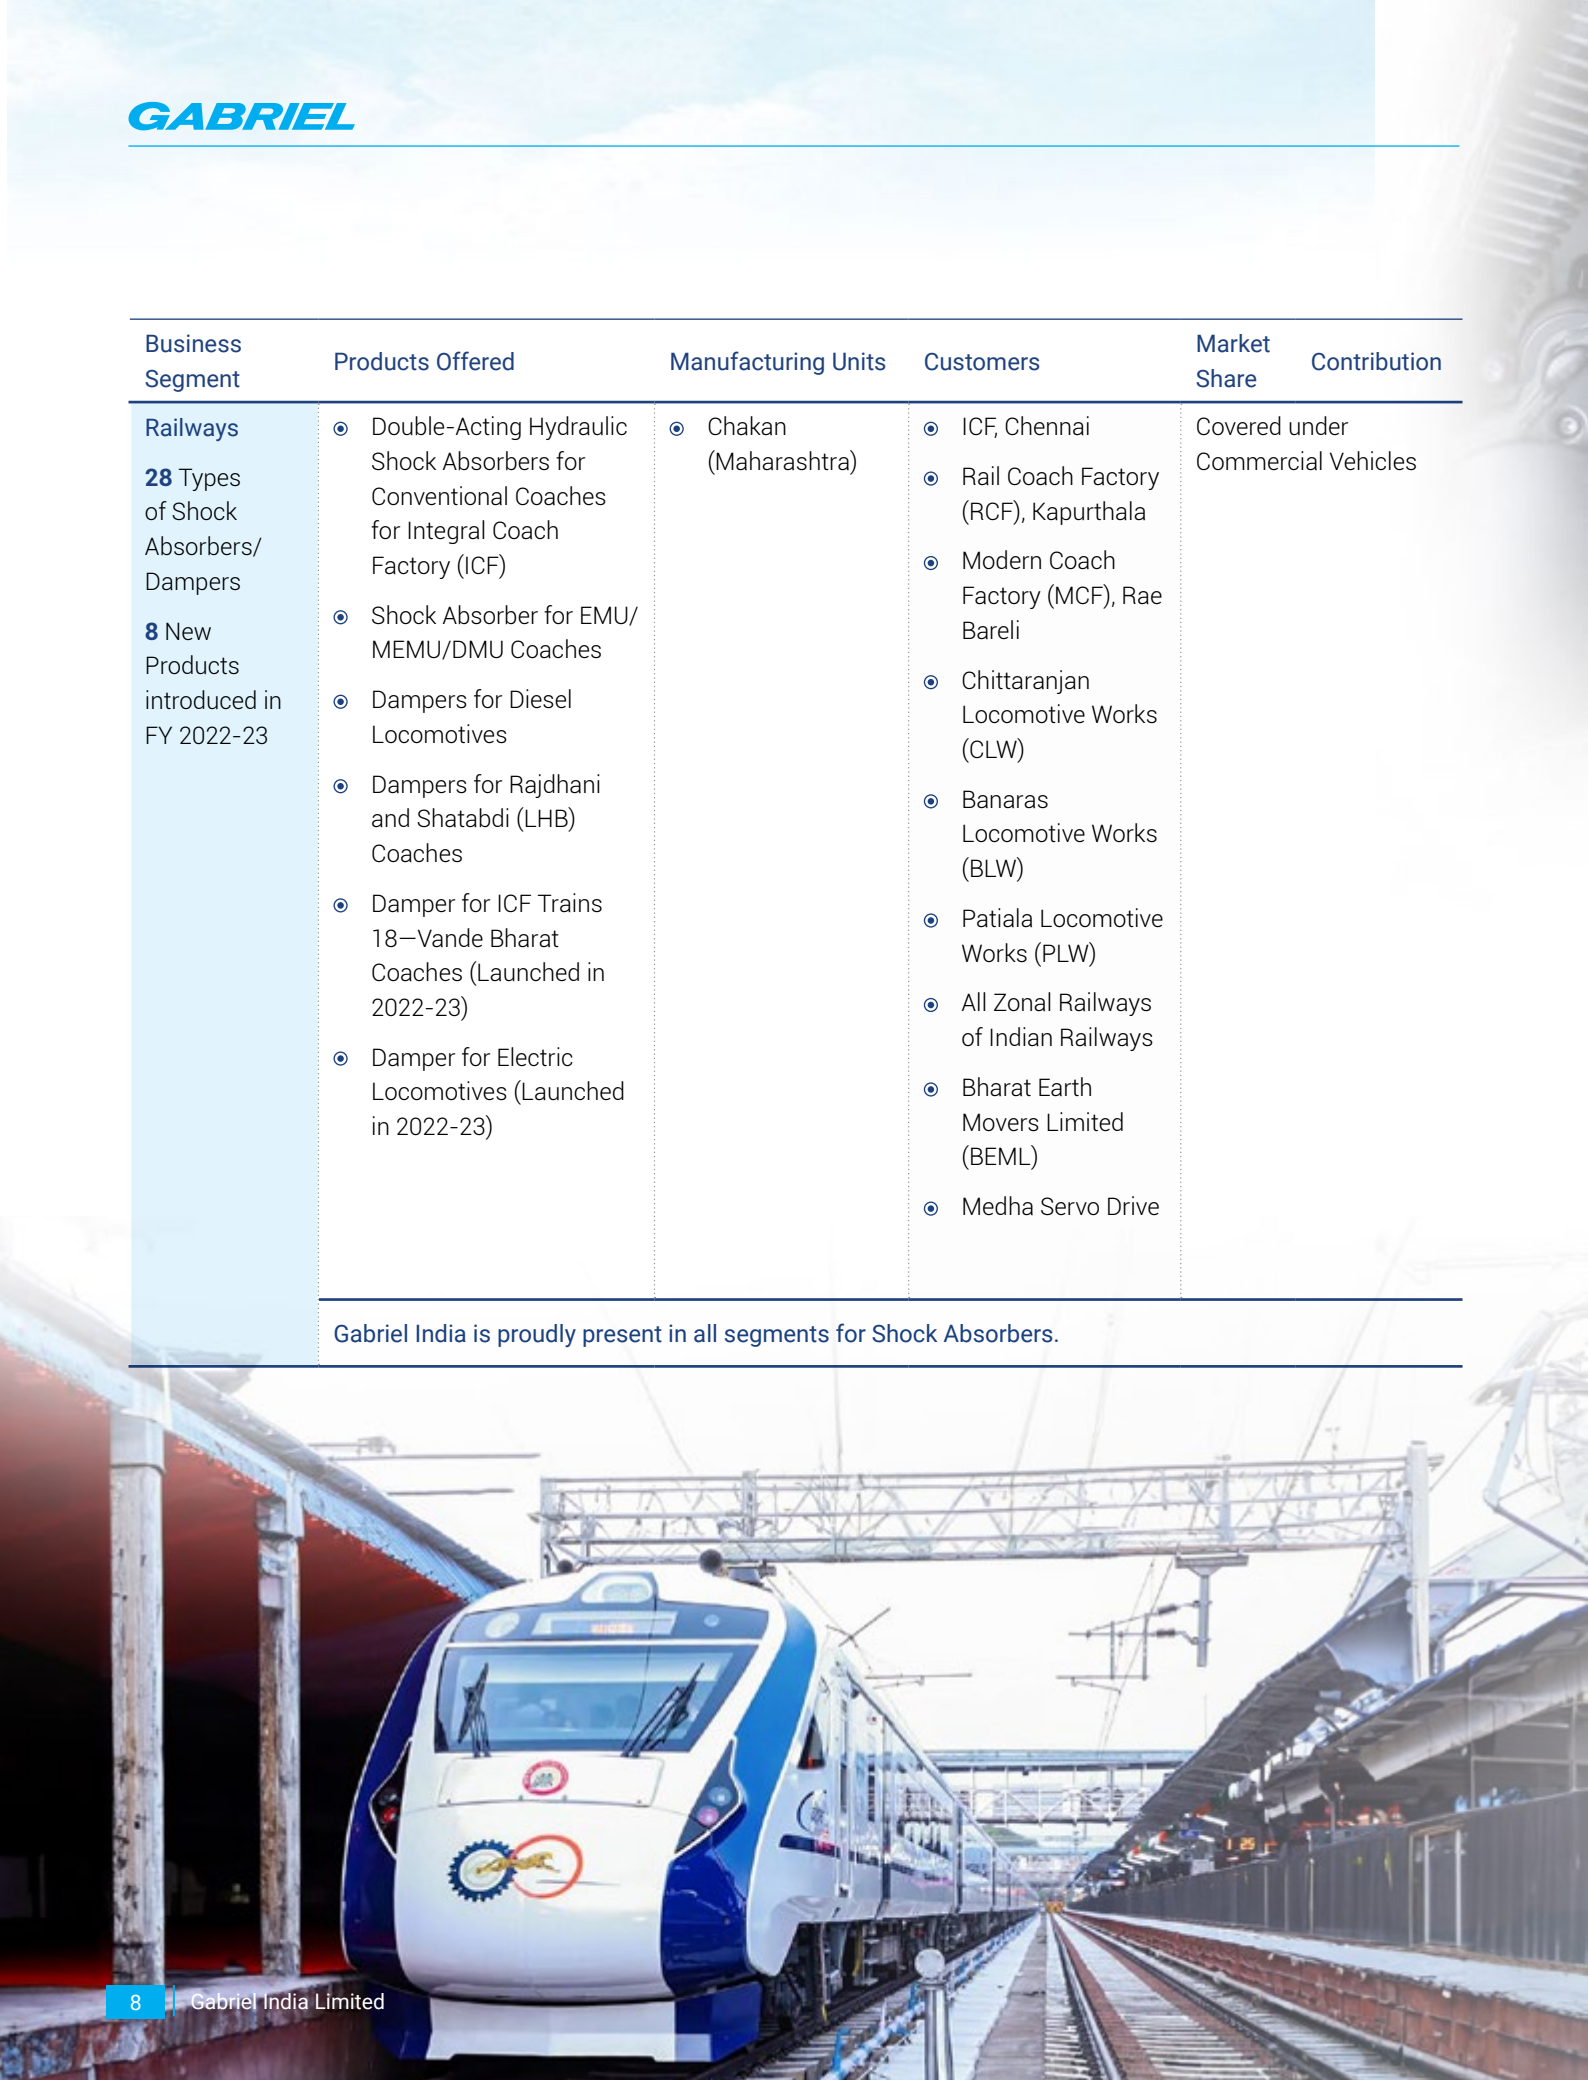 GABRIEL
Business
Segment
Products Offered
Manufacturing Units
Customers
Market
Share
Contribution
Railways
28 Types
of Shock
Absorbers/
Dampers
8 New
Products
introduced in
FY 2022-23
Double-Acting Hydraulic
Shock Absorbers for
Conventional Coaches
for Integral Coach
Factory (ICF)
Shock Absorber for EMU/
MEMU/DMU Coaches
Dampers for Diesel
Locomotives
Dampers for Rajdhani
and Shatabdi (LHB)
Coaches
Damper for ICF Trains
18—Vande Bharat
Coaches (Launched in
2022-23)
Damper for Electric
Locomotives (Launched
in 2022-23)
Chakan
(Maharashtra)
ICF, Chennai
Rail Coach Factory
(RCF), Kapurthala
Modern Coach
Factory (MCF), Rae
Bareli
Chittaranjan
Locomotive Works
(CLW)
Banaras
Locomotive Works
(BLW)
Patiala Locomotive
Works (PLW)
All Zonal Railways
of Indian Railways
Bharat Earth
Movers Limited
(BEML)
Medha Servo Drive
Covered under
Commercial Vehicles
Gabriel India is proudly present in all segments for Shock Absorbers.
8
Gabriel India Limited